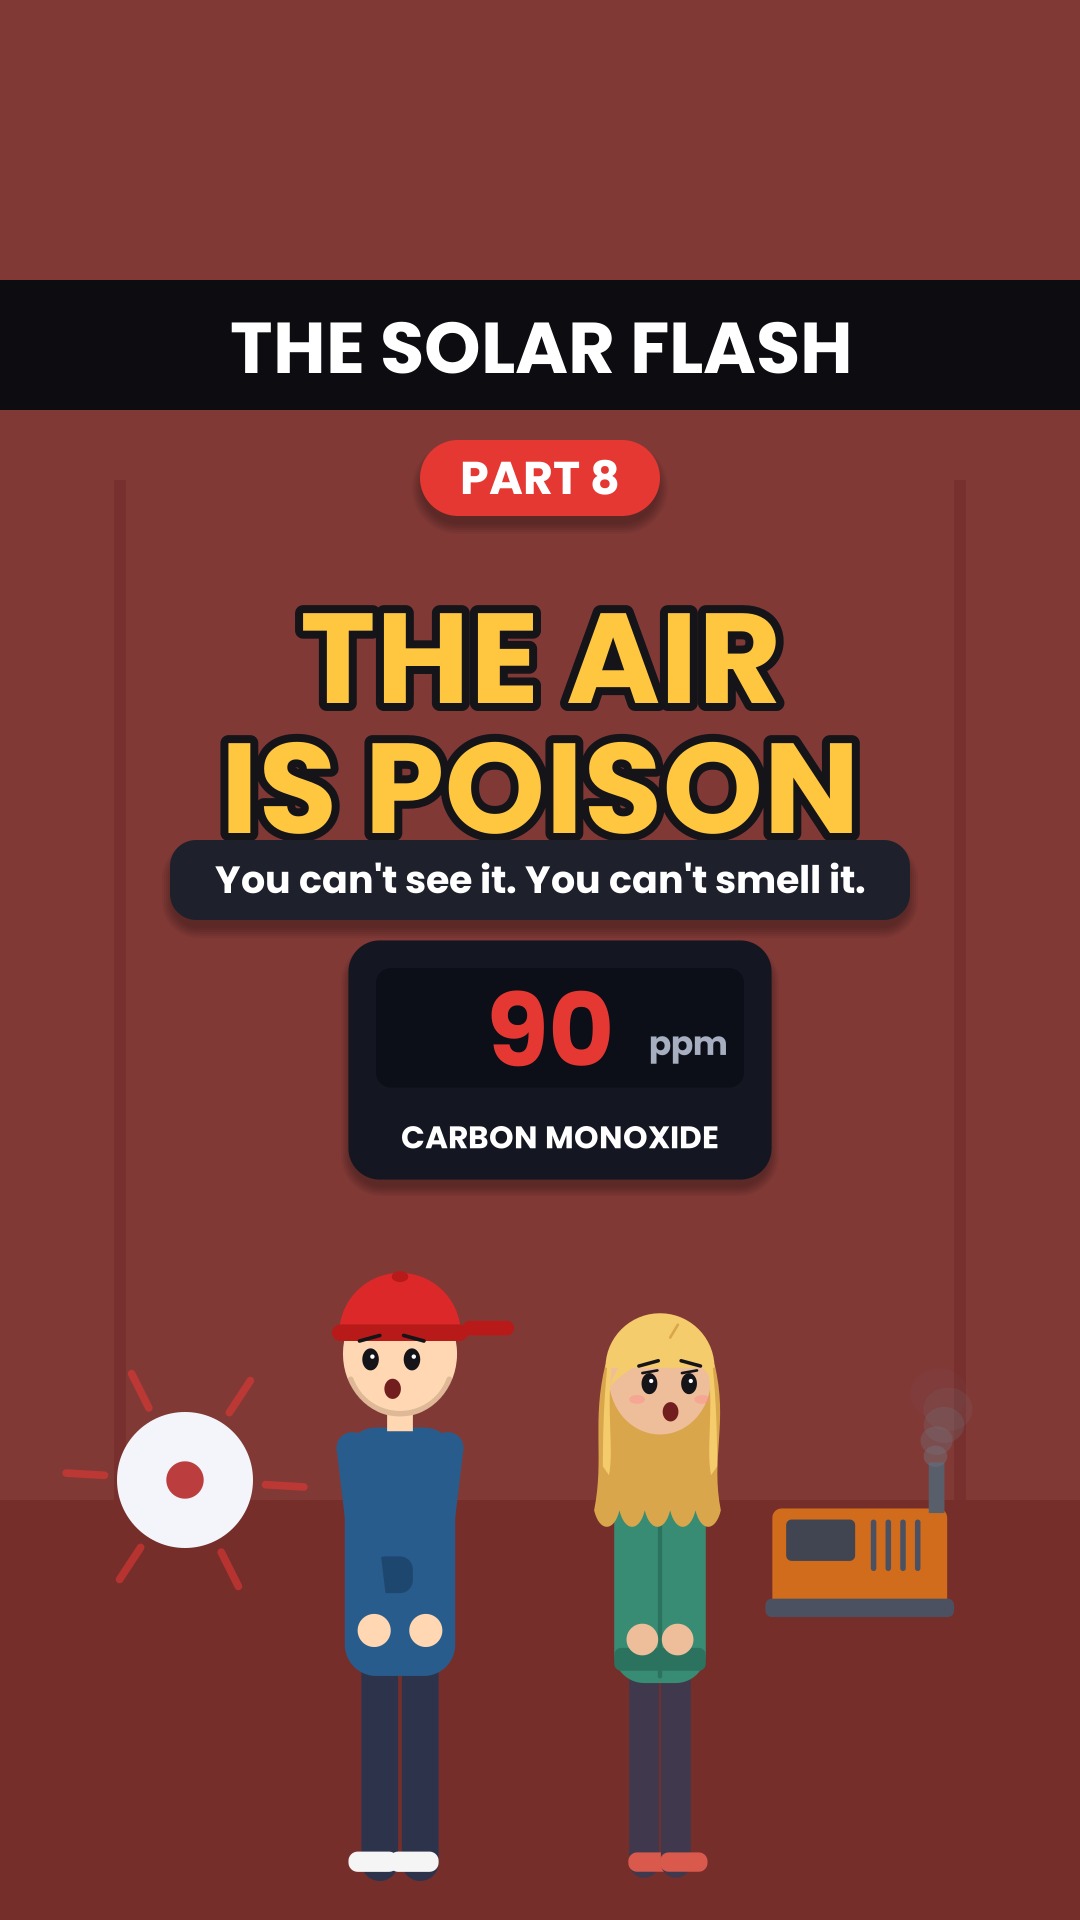 THE SOLAR FLASH
PART 8
THE AIR
IS POISON
You can't see it. You can't smell it.
90 ppm
CARBON MONOXIDE